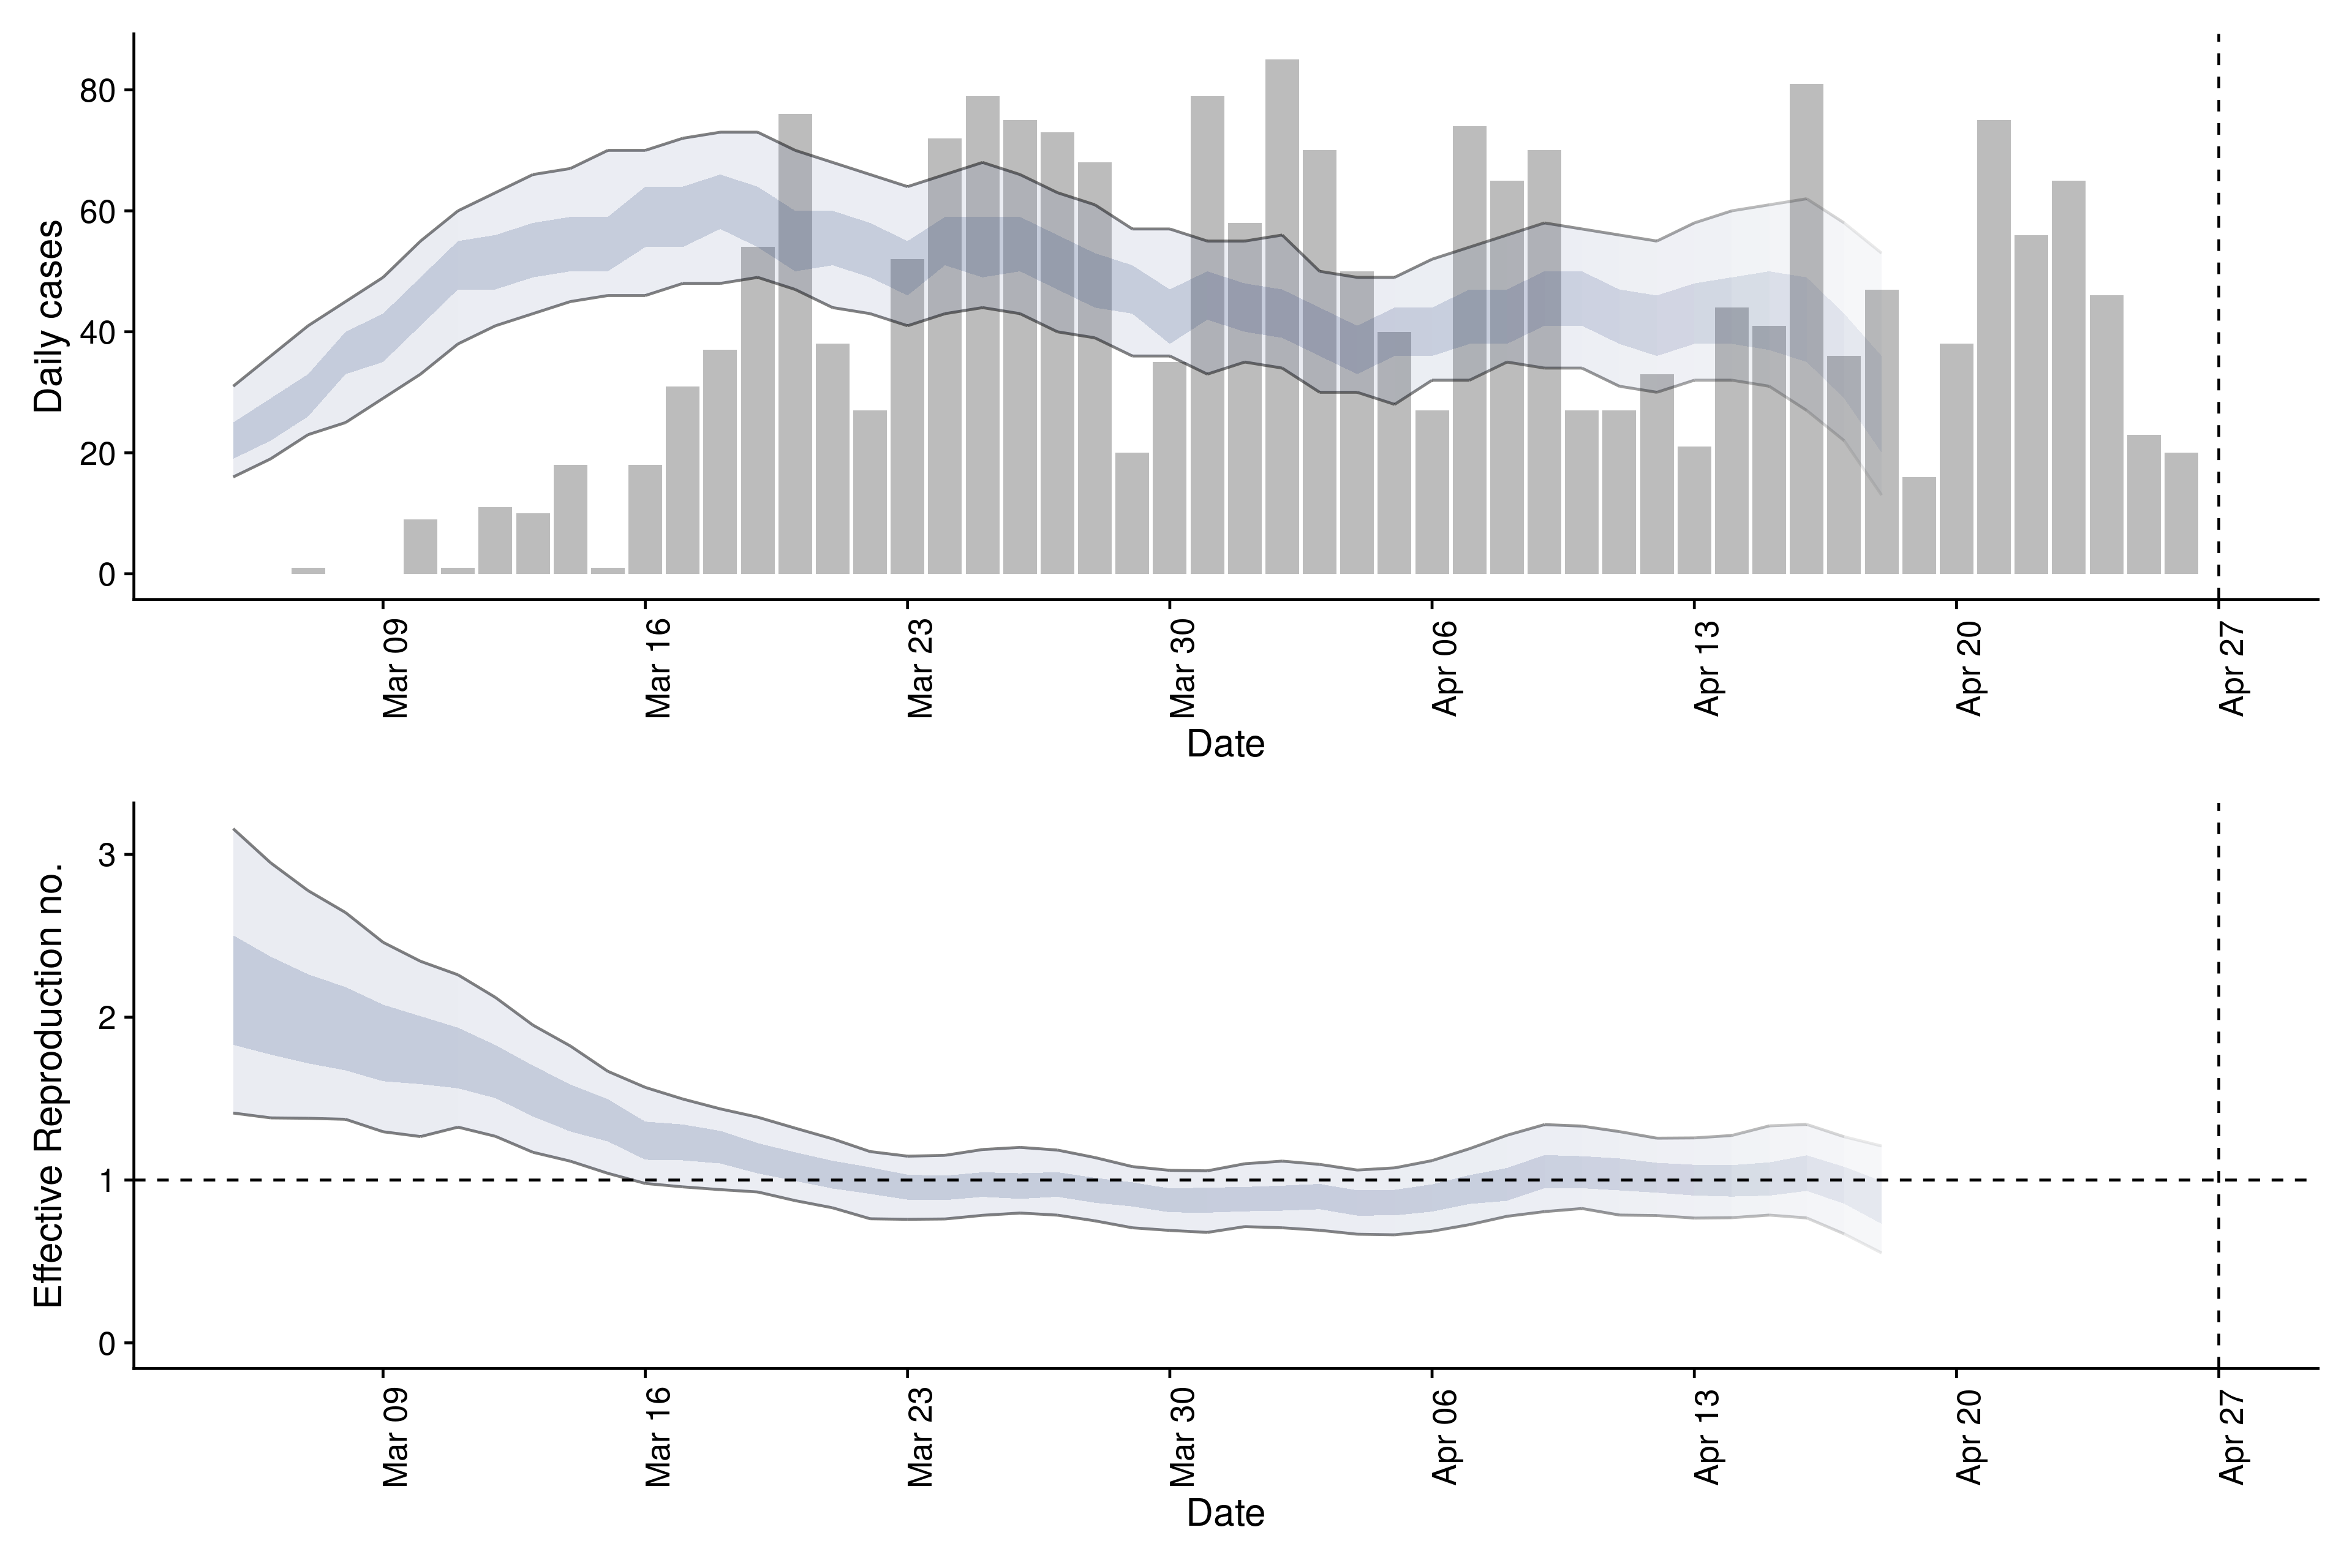 Daily cases
80
60
40
20
0
Mar 09
Mar 16
Mar 23
Mar 30
Apr 06
Apr 13
Apr 20
Apr 27
Date
Effective Reproduction no.
3
2
1
0
Mar 09
Mar 16
Mar 23
Mar 30
Apr 06
Apr 13
Apr 20
Apr 27
Date